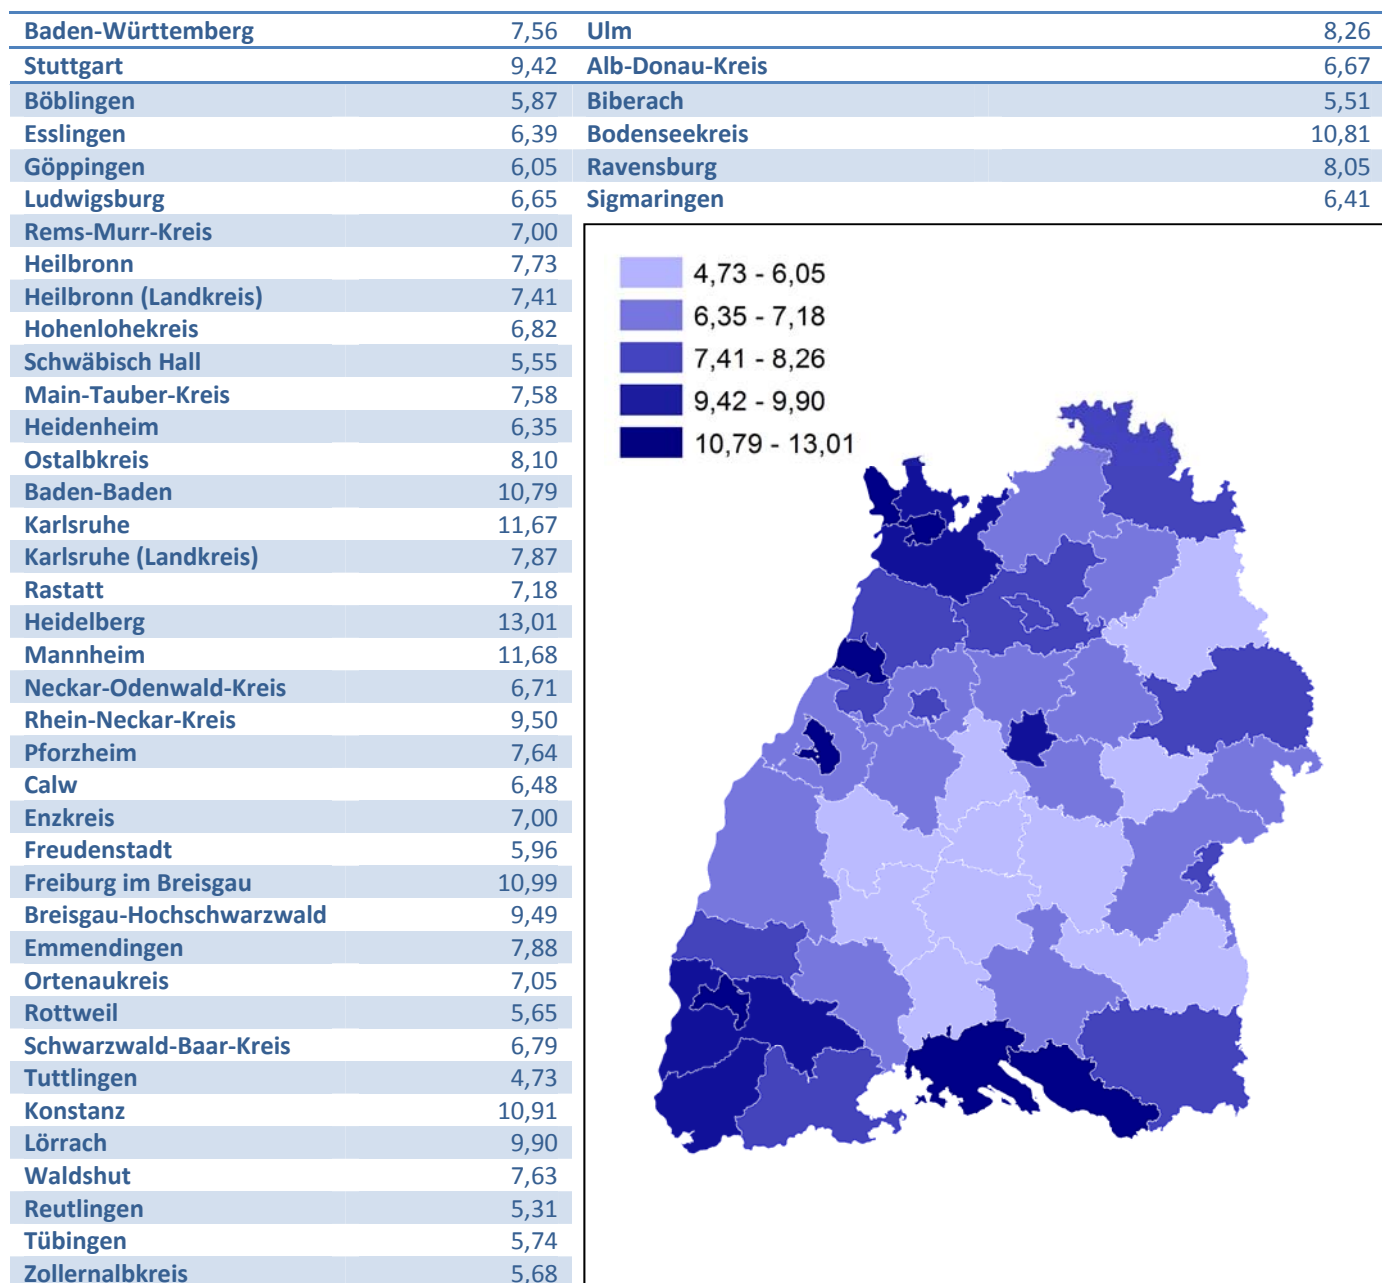 Baden-Württemberg 7,56
Stuttgart 9,42
Böblingen 5,87
Esslingen 6,39
Göppingen 6,05
Ludwigsburg 6,65
Rems-Murr-Kreis 7,00
Heilbronn 7,73
Heilbronn (Landkreis) 7,41
Hohenlohekreis 6,82
Schwäbisch Hall 5,55
Main-Tauber-Kreis 7,58
Heidenheim 6,35
Ostalbkreis 8,10
Baden-Baden 10,79
Karlsruhe 11,67
Karlsruhe (Landkreis) 7,87
Rastatt 7,18
Heidelberg 13,01
Mannheim 11,68
Neckar-Odenwald-Kreis 6,71
Rhein-Neckar-Kreis 9,50
Pforzheim 7,64
Calw 6,48
Enzkreis 7,00
Freudenstadt 5,96
Freiburg im Breisgau 10,99
Breisgau-Hochschwarzwald 9,49
Emmendingen 7,88
Ortenaukreis 7,05
Rottweil 5,65
Schwarzwald-Baar-Kreis 6,79
Tuttlingen 4,73
Konstanz 10,91
Lörrach 9,90
Waldshut 7,63
Reutlingen 5,31
Tübingen 5,74
Zollernalbkreis 5,68
Ulm 8,26
Alb-Donau-Kreis 6,67
Biberach 5,51
Bodenseekreis 10,81
Ravensburg 8,05
Sigmaringen 6,41
4,73 - 6,05
6,35 - 7,18
7,41 - 8,26
9,42 - 9,90
10,79 - 13,01